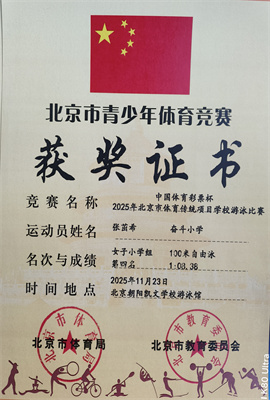 北京市青少年体育竞赛
获奖证书
竞赛名称 中国体育彩票杯
2025年北京市体育传统项目学校游泳比赛
运动员姓名 张茁希 奋斗小学
名次与成绩 女子小学组 100米自由泳
第四名 1:08.38
时间地点 2025年11月23日
北京朝阳凯文学校游泳馆
北京市体育局 北京市教育委员会